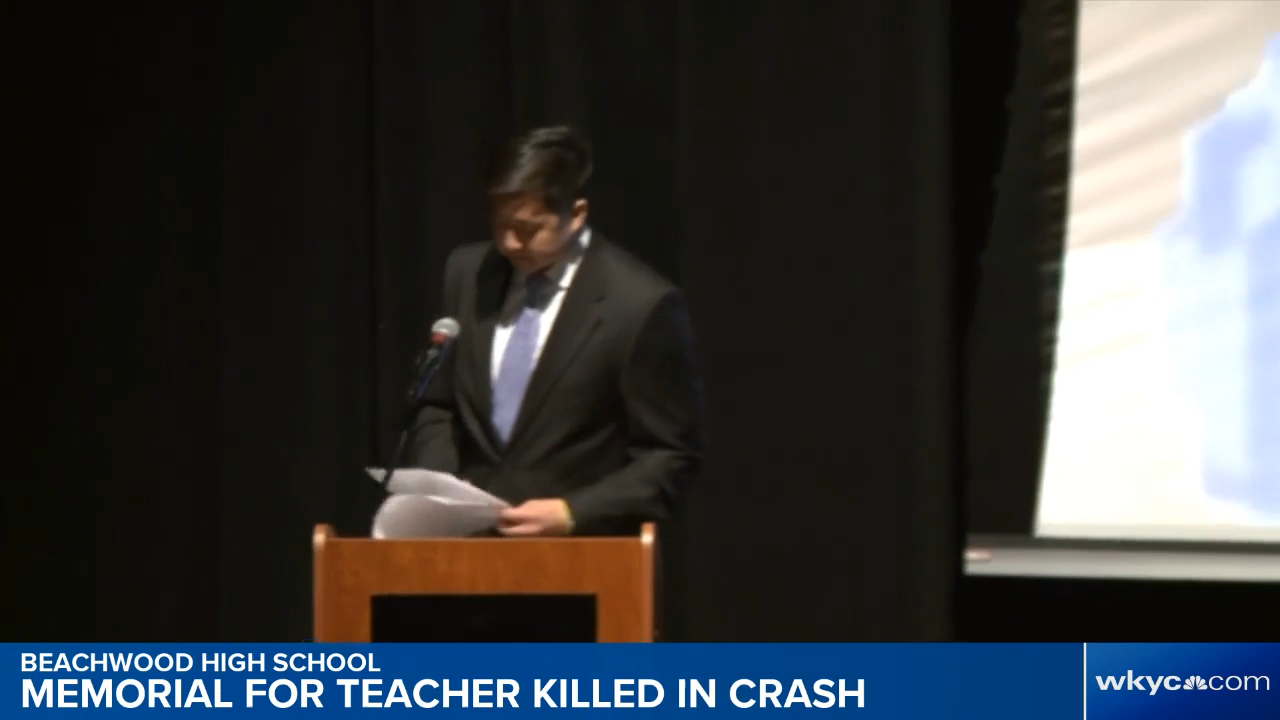 BEACHWOOD HIGH SCHOOL
MEMORIAL FOR TEACHER KILLED IN CRASH
wkyc.com